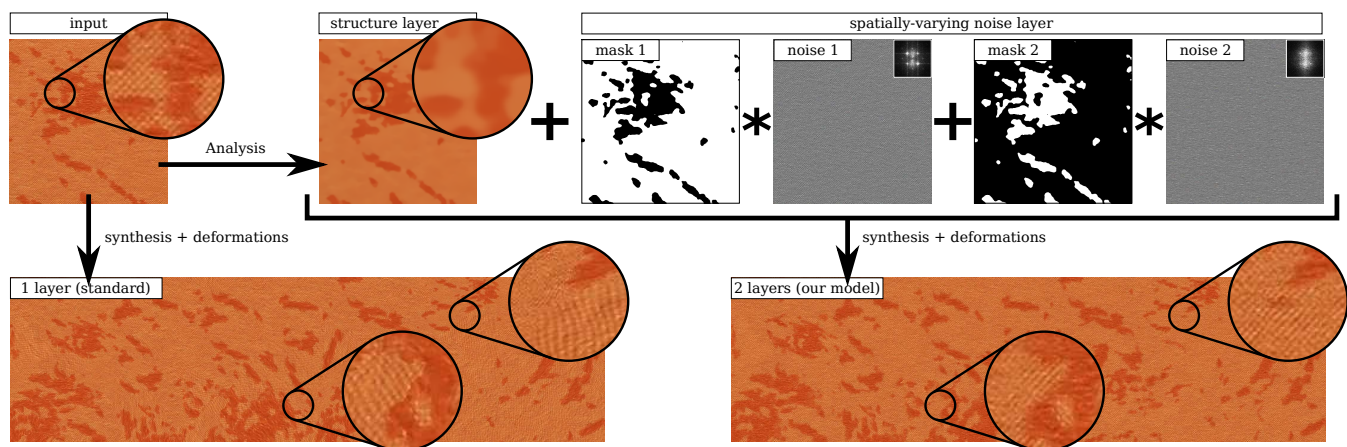 input
structure layer
spatially-varying noise layer
mask 1
noise 1
mask 2
noise 2
+
*
+
*
Analysis
synthesis + deformations
synthesis + deformations
1 layer (standard)
2 layers (our model)